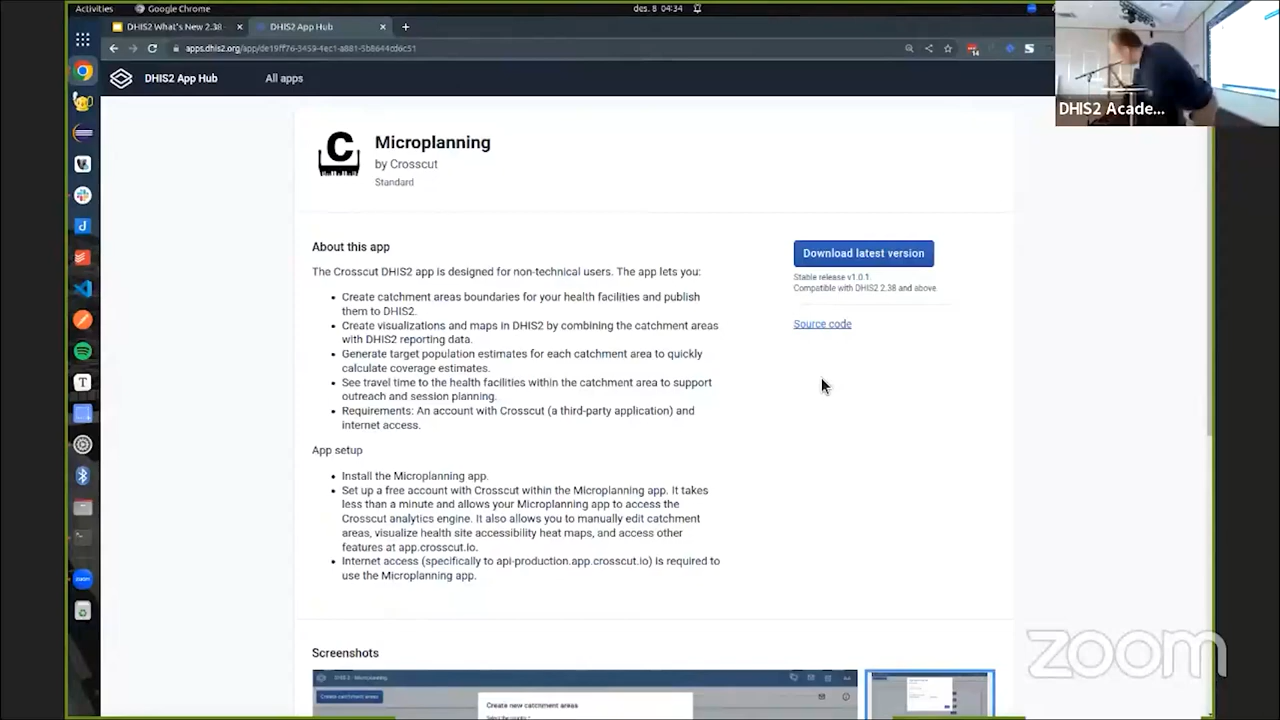 Activities
Google Chrome
des. 8 04:34
DHIS2 What's New 2.38 -
DHIS2 App Hub
DHIS2 App Hub
All apps
DHIS2 Acade...
C
Microplanning
by Crosscut
Standard
About this app
The Crosscut DHIS2 app is designed for non-technical users. The app lets you:
• Create catchment areas boundaries for your health facilities and publish
them to DHIS2.
• Create visualizations and maps in DHIS2 by combining the catchment areas
with DHIS2 reporting data.
• Generate target population estimates for each catchment area to quickly
calculate coverage estimates.
• See travel time to the health facilities within the catchment area to support
outreach and session planning.
• Requirements: An account with Crosscut (a third-party application) and
internet access.
App setup
• Install the Microplanning app.
• Set up a free account with Crosscut within the Microplanning app. It takes
less than a minute and allows your Microplanning app to access the
Crosscut analytics engine. It also allows you to manually edit catchment
areas, visualize health site accessibility heat maps, and access other
features at app.crosscut.io.
• Internet access (specifically to api-production.app.crosscut.io) is required to
use the Microplanning app.
Download latest version
Stable release v1.0.1.
Compatible with DHIS2 2.38 and above.
Source code
Screenshots
DHIS2 - Microplanning
Create catchment areas
Create new catchment areas
Select the country *
zoom